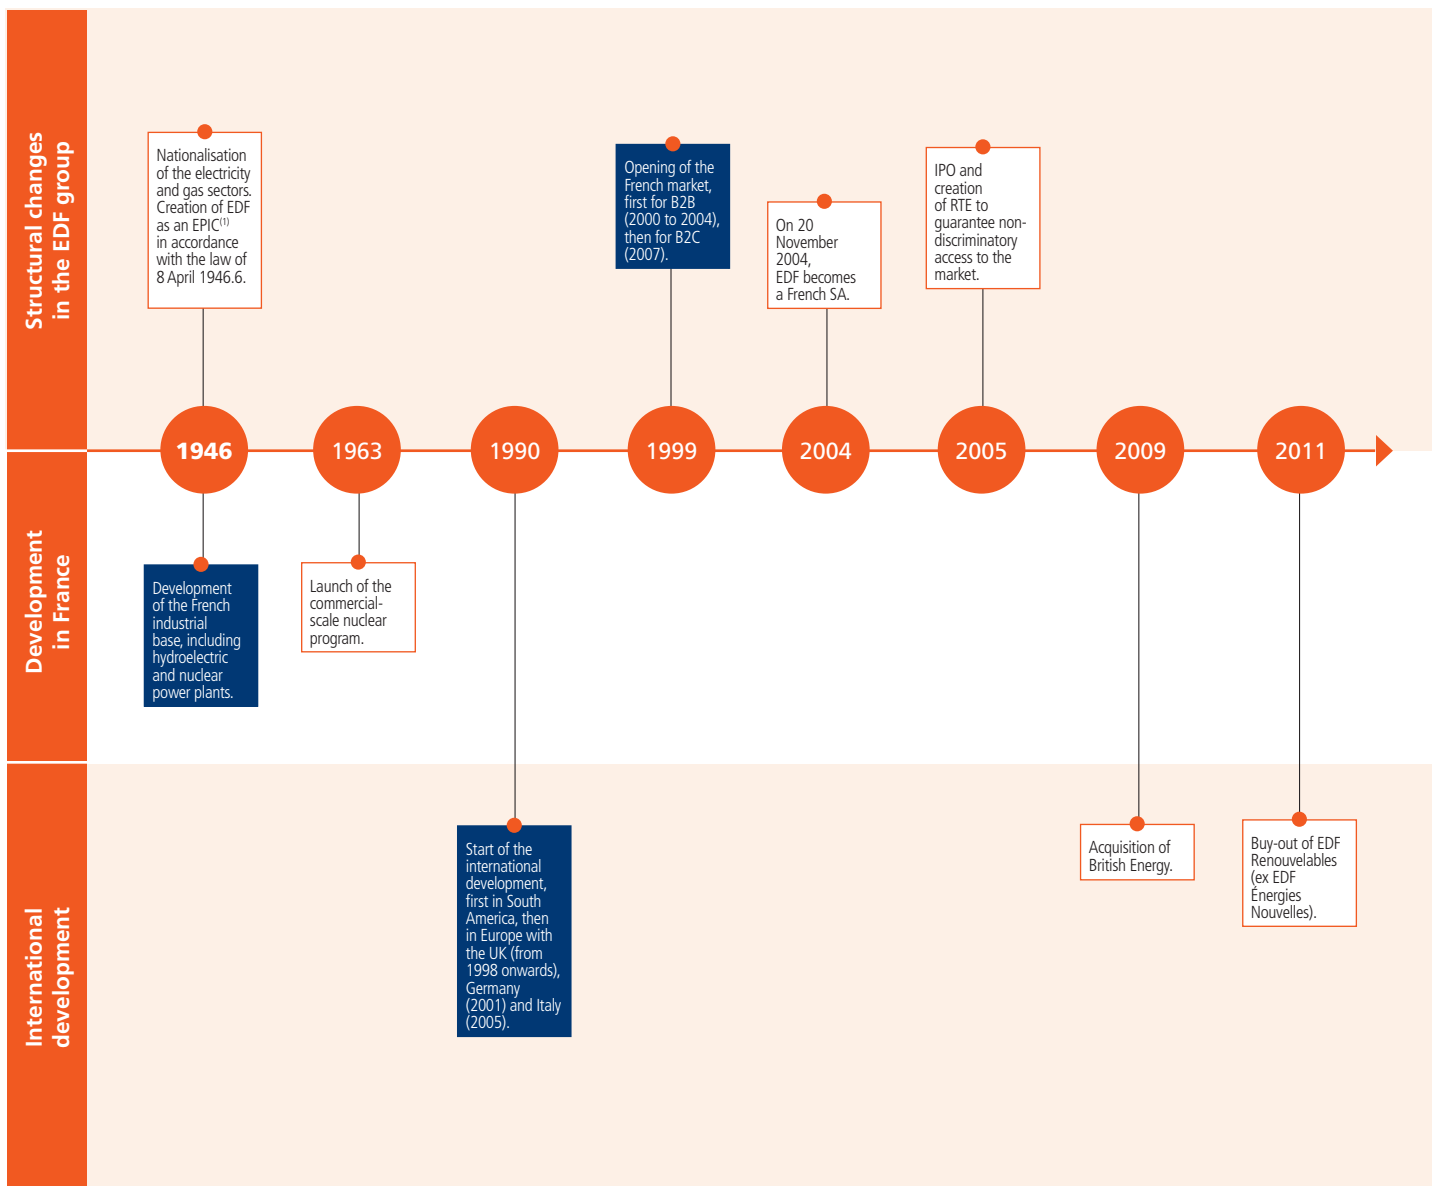 Structural changes
in the EDF group
Nationalisation
of the electricity
and gas sectors.
Creation of EDF
as an EPIC(1)
in accordance
with the law of
8 April 1946.6.
Opening of the
French market,
first for B2B
(2000 to 2004),
then for B2C
(2007).
On 20
November
2004,
EDF becomes
a French SA.
IPO and
creation
of RTE to
guarantee non-
discriminatory
access to the
market.
1946
1963
1990
1999
2004
2005
2009
2011
Development
in France
Development
of the French
industrial
base, including
hydroelectric
and nuclear
power plants.
Launch of the
commercial-
scale nuclear
program.
International
development
Start of the
international
development,
first in South
America, then
in Europe with
the UK (from
1998 onwards),
Germany
(2001) and Italy
(2005).
Acquisition of
British Energy.
Buy-out of EDF
Renouvelables
(ex EDF
Énergies
Nouvelles).